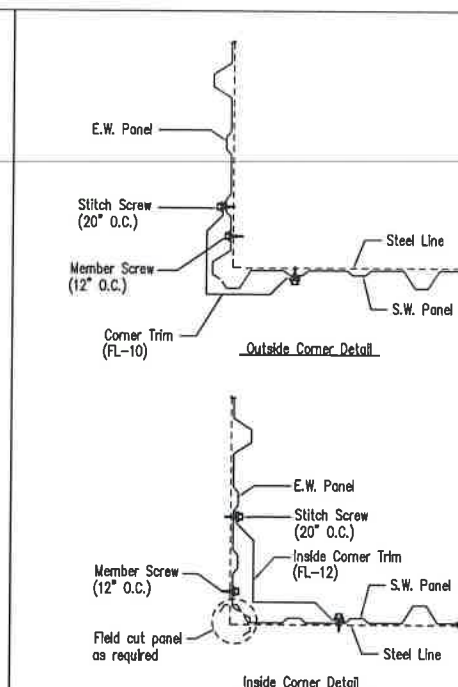 E.W. Panel
Stitch Screw
(20" O.C.)
Member Screw
(12" O.C.)
Corner Trim
(FL-10)
Steel Line
S.W. Panel
Outside Corner Detail
E.W. Panel
Stitch Screw
(20" O.C.)
Inside Corner Trim
(FL-12)
Member Screw
(12" O.C.)
S.W. Panel
Field cut panel
as required
Steel Line
Inside Corner Detail